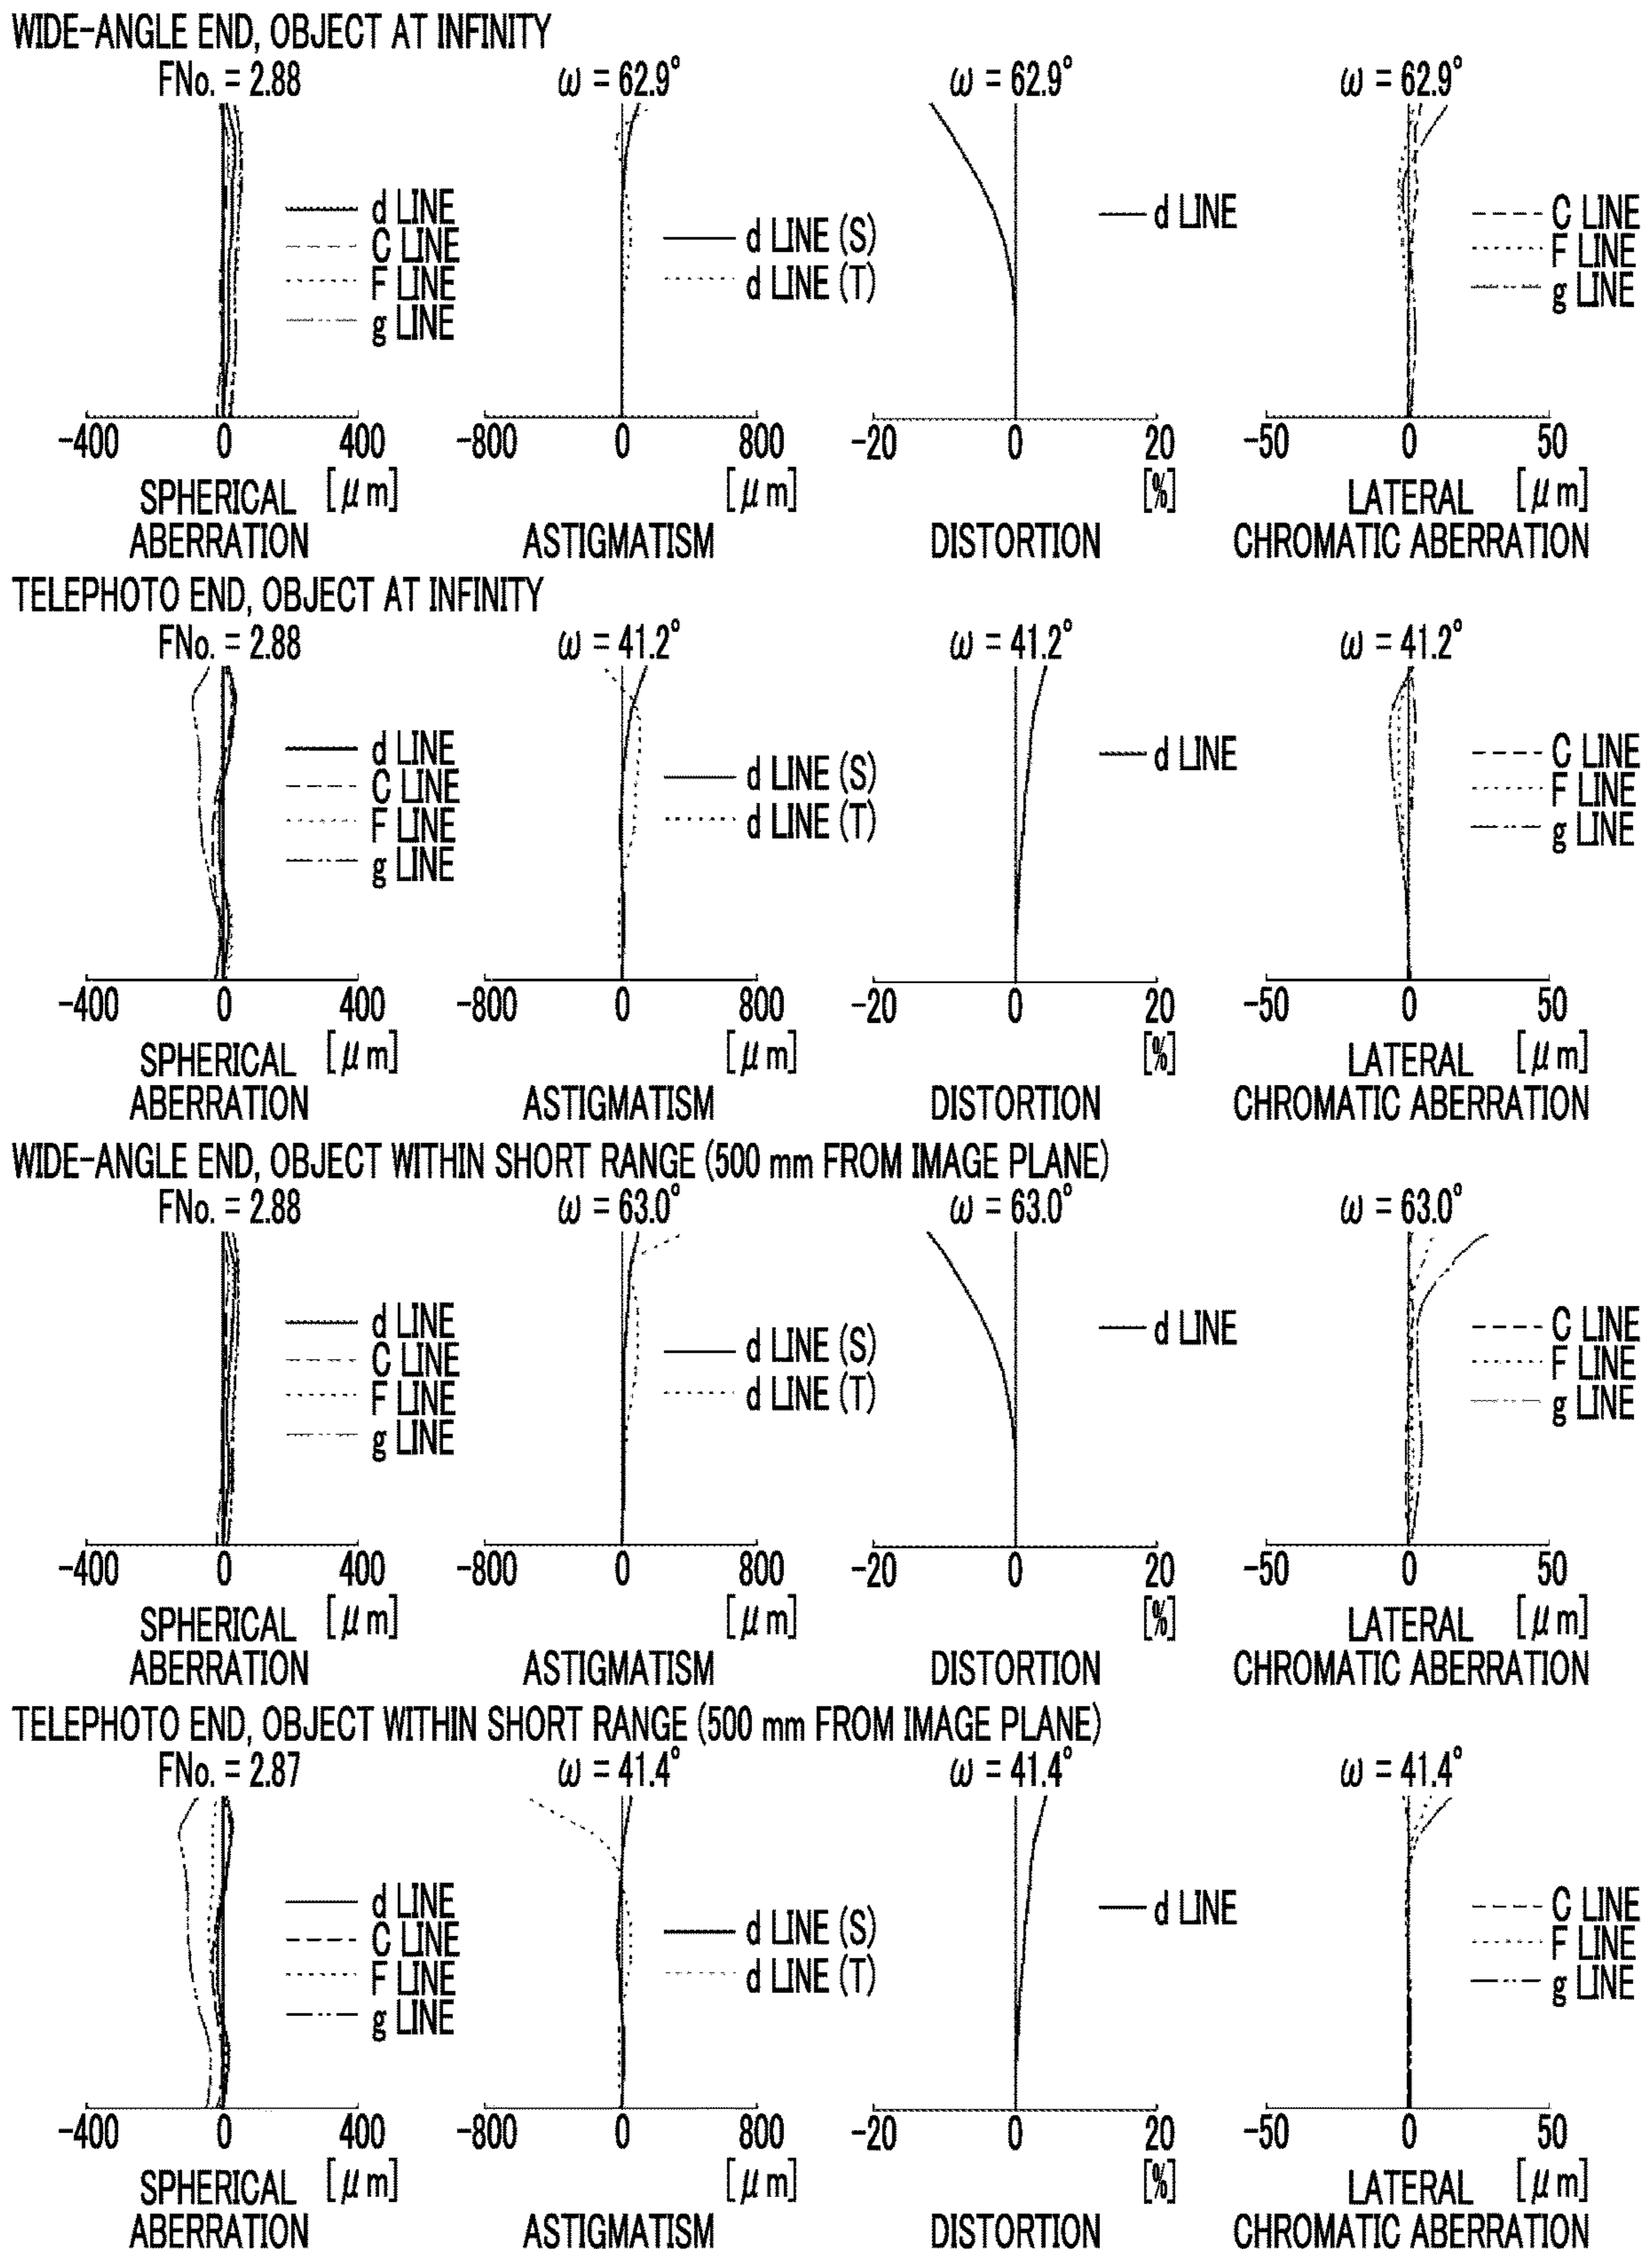 WIDE-ANGLE END, OBJECT AT INFINITY
FNo. = 2.88
ω = 62.9°
ω = 62.9°
ω = 62.9°
d LINE
C LINE
F LINE
g LINE
d LINE (S)
d LINE (T)
d LINE
C LINE
F LINE
g LINE
-400 0 400
-800 0 800
-20 0 20
-50 0 50
[μm]
[μm]
[%]
[μm]
SPHERICAL
ABERRATION
ASTIGMATISM
DISTORTION
LATERAL
CHROMATIC ABERRATION
TELEPHOTO END, OBJECT AT INFINITY
FNo. = 2.88
ω = 41.2°
ω = 41.2°
ω = 41.2°
d LINE
C LINE
F LINE
g LINE
d LINE (S)
d LINE (T)
d LINE
C LINE
F LINE
g LINE
-400 0 400
-800 0 800
-20 0 20
-50 0 50
[μm]
[μm]
[%]
[μm]
SPHERICAL
ABERRATION
ASTIGMATISM
DISTORTION
LATERAL
CHROMATIC ABERRATION
WIDE-ANGLE END, OBJECT WITHIN SHORT RANGE (500 mm FROM IMAGE PLANE)
FNo. = 2.88
ω = 63.0°
ω = 63.0°
ω = 63.0°
d LINE
C LINE
F LINE
g LINE
d LINE (S)
d LINE (T)
d LINE
C LINE
F LINE
g LINE
-400 0 400
-800 0 800
-20 0 20
-50 0 50
[μm]
[μm]
[%]
[μm]
SPHERICAL
ABERRATION
ASTIGMATISM
DISTORTION
LATERAL
CHROMATIC ABERRATION
TELEPHOTO END, OBJECT WITHIN SHORT RANGE (500 mm FROM IMAGE PLANE)
FNo. = 2.87
ω = 41.4°
ω = 41.4°
ω = 41.4°
d LINE
C LINE
F LINE
g LINE
d LINE (S)
d LINE (T)
d LINE
C LINE
F LINE
g LINE
-400 0 400
-800 0 800
-20 0 20
-50 0 50
[μm]
[μm]
[%]
[μm]
SPHERICAL
ABERRATION
ASTIGMATISM
DISTORTION
LATERAL
CHROMATIC ABERRATION